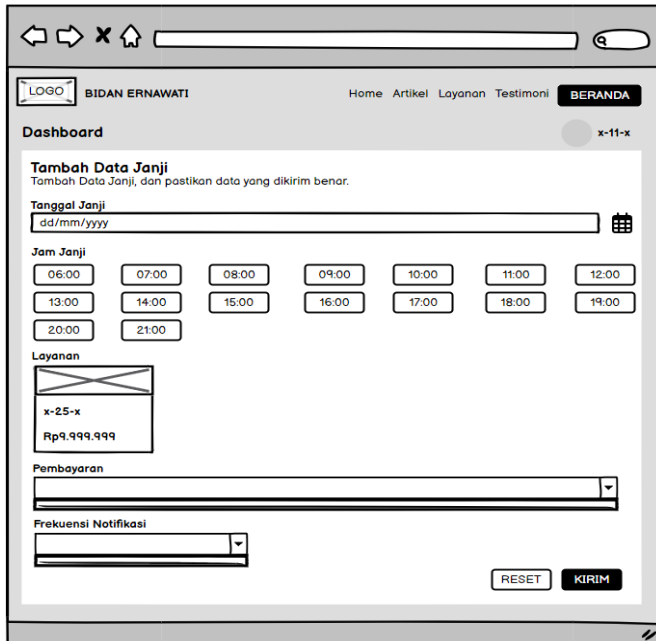 LOGO BIDAN ERNAWATI Home Artikel Layanan Testimoni BERANDA
Dashboard x-11-x
Tambah Data Janji
Tambah Data Janji, dan pastikan data yang dikirim benar.
Tanggal Janji
dd/mm/yyyy
Jam Janji
06:00 07:00 08:00 09:00 10:00 11:00 12:00
13:00 14:00 15:00 16:00 17:00 18:00 19:00
20:00 21:00
Layanan
x-25-x
Rp9.999.999
Pembayaran
Frekuensi Notifikasi
RESET KIRIM